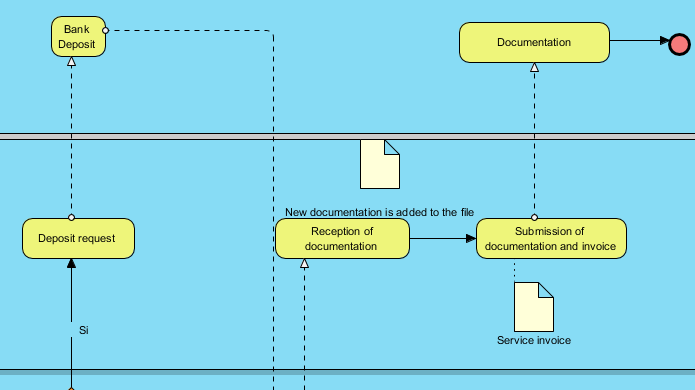 Bank
Deposit
Documentation
New documentation is added to the file
Deposit request
Reception of
documentation
Submission of
documentation and invoice
Si
Service invoice